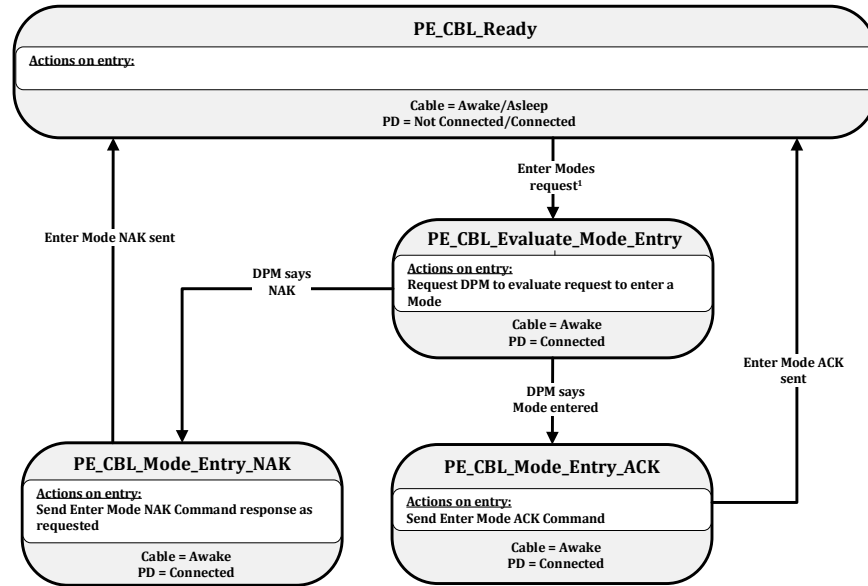 PE_CBL_Ready
Actions on entry:
Cable = Awake/Asleep
PD = Not Connected/Connected
Enter Modes
request¹
Enter Mode NAK sent
PE_CBL_Evaluate_Mode_Entry
Actions on entry:
Request DPM to evaluate request to enter a
Mode
Cable = Awake
PD = Connected
DPM says
NAK
Enter Mode ACK
sent
DPM says
Mode entered
PE_CBL_Mode_Entry_NAK
Actions on entry:
Send Enter Mode NAK Command response as
requested
Cable = Awake
PD = Connected
PE_CBL_Mode_Entry_ACK
Actions on entry:
Send Enter Mode ACK Command
Cable = Awake
PD = Connected